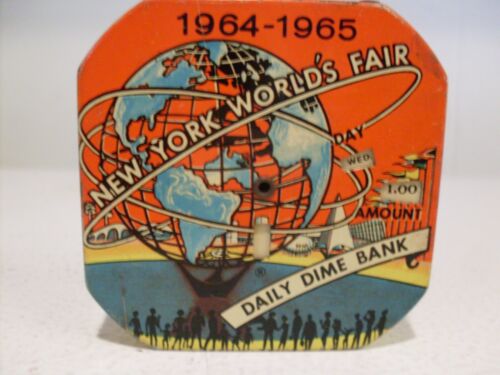 1964-1965
NEW YORK WORLD'S FAIR
DAY
WED
1.00
AMOUNT
DAILY DIME BANK
®